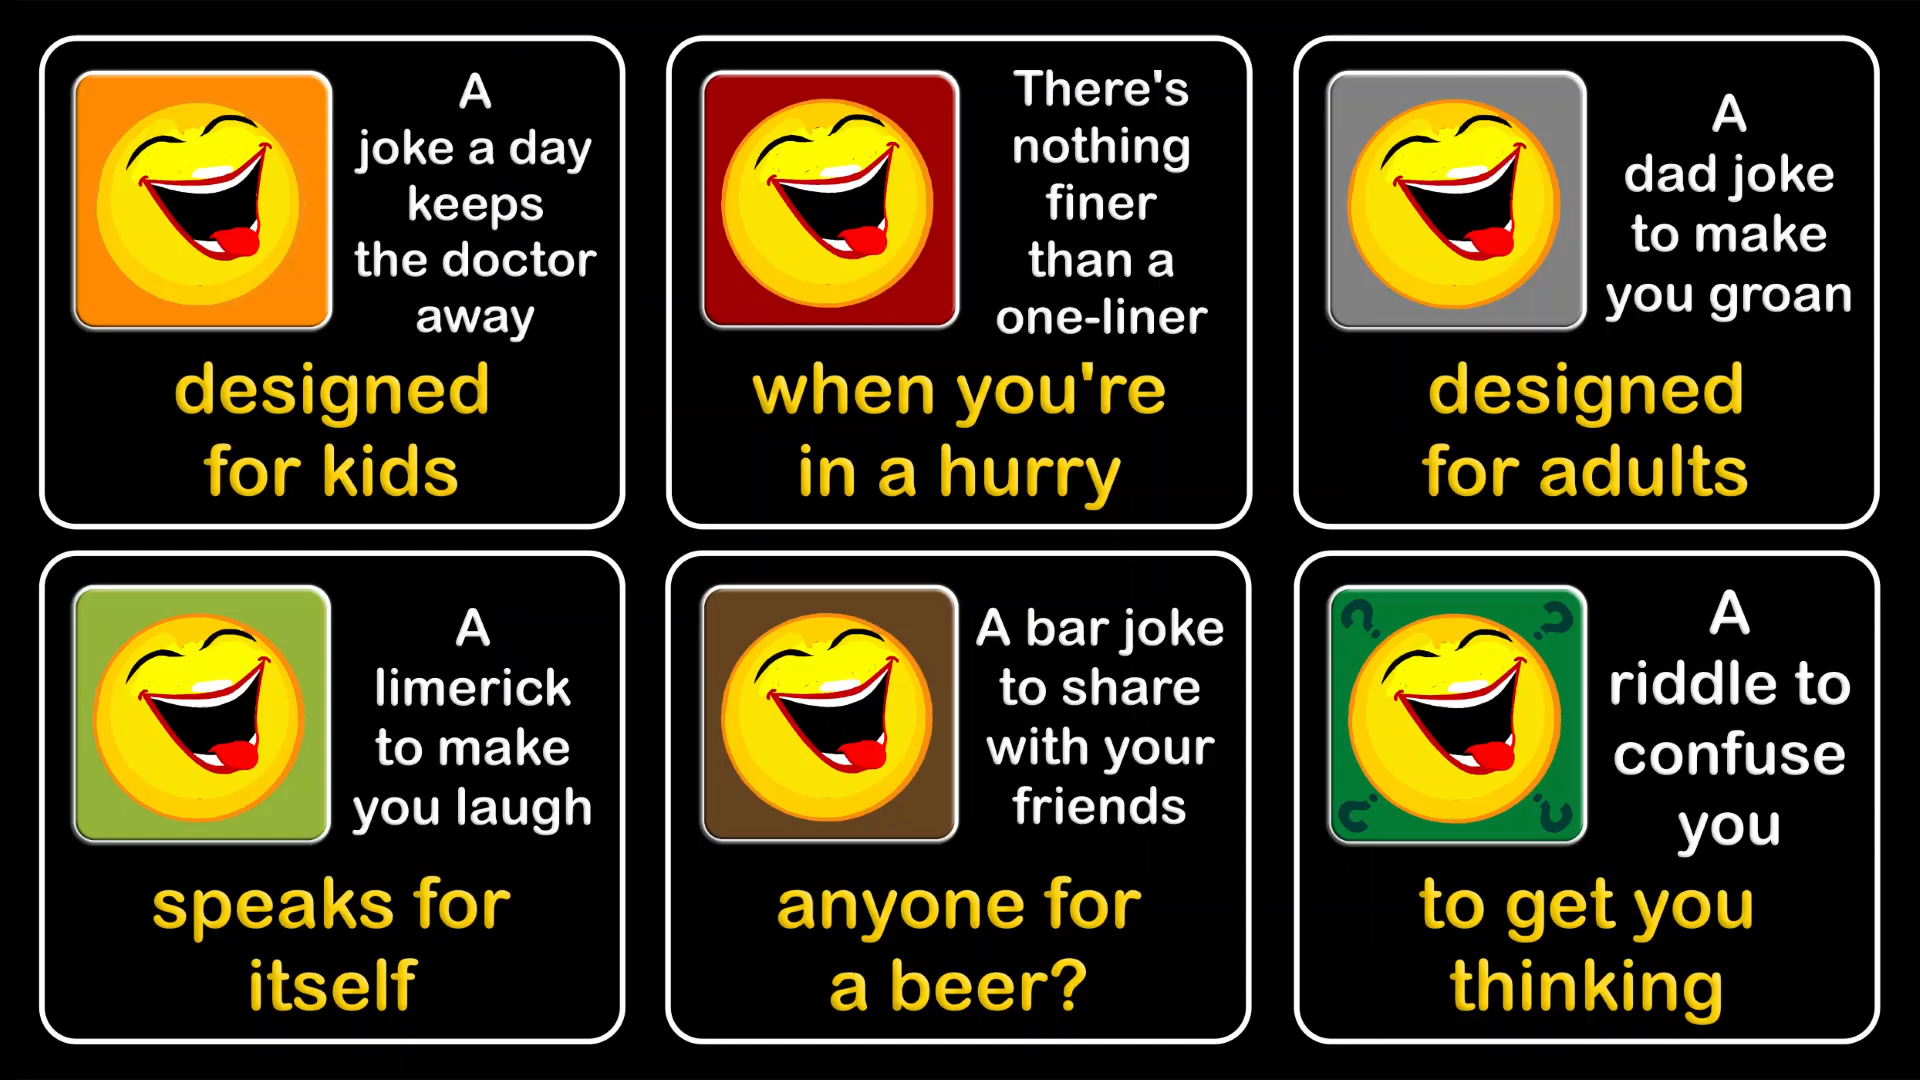 A
joke a day
keeps
the doctor
away
designed
for kids
There's
nothing
finer
than a
one-liner
when you're
in a hurry
A
dad joke
to make
you groan
designed
for adults
A
limerick
to make
you laugh
speaks for
itself
A bar joke
to share
with your
friends
anyone for
a beer?
? ?
? ?
A
riddle to
confuse
you
to get you
thinking